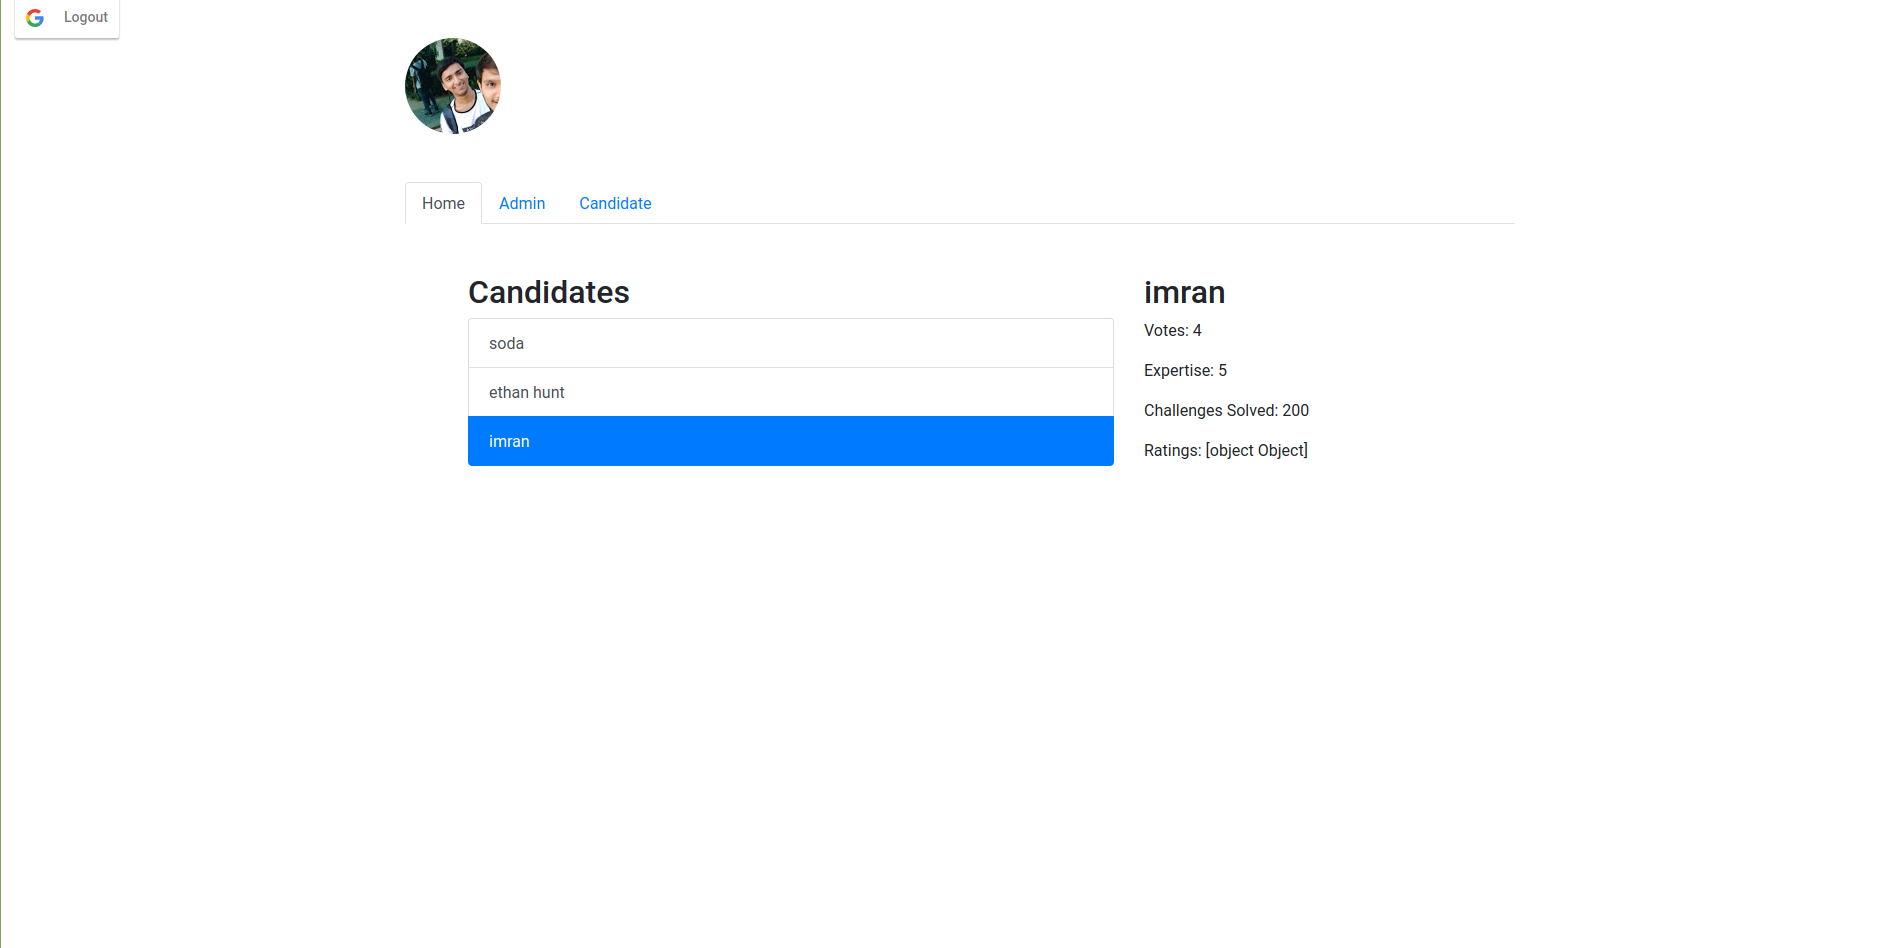 Logout
Home Admin Candidate
Candidates
soda
ethan hunt
imran
imran
Votes: 4
Expertise: 5
Challenges Solved: 200
Ratings: [object Object]